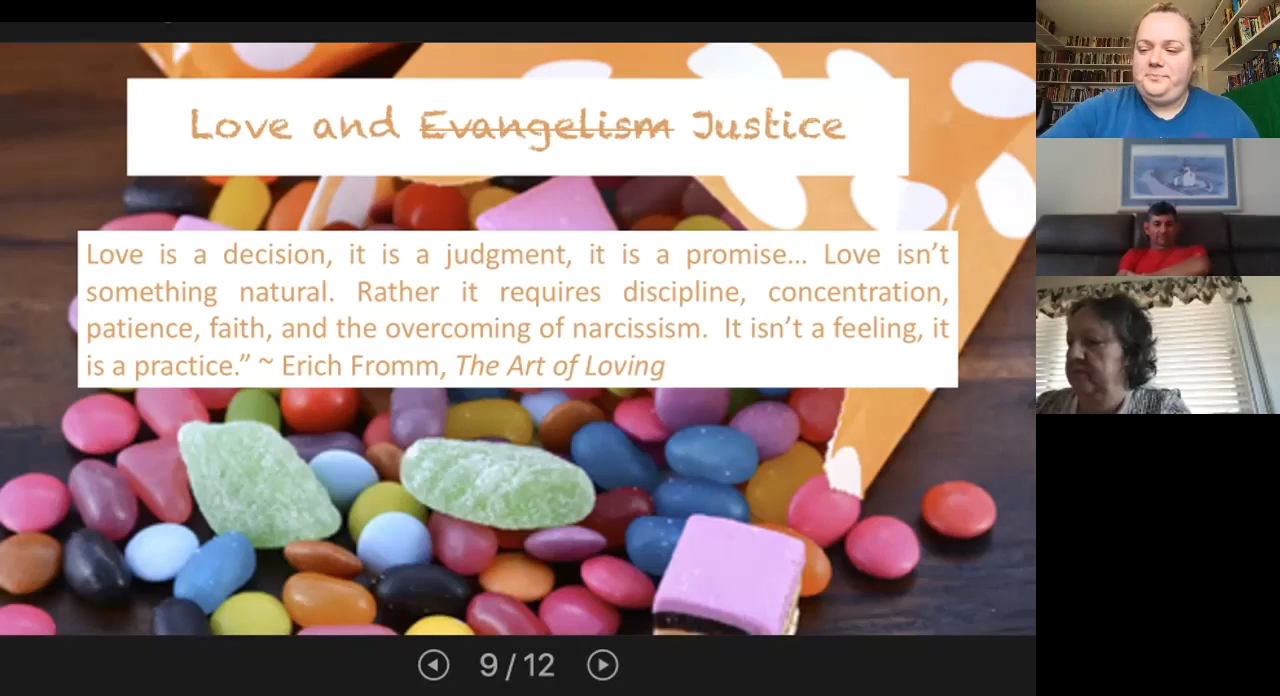 Love and Evangelism Justice
Love is a decision, it is a judgment, it is a promise… Love isn’t
something natural. Rather it requires discipline, concentration,
patience, faith, and the overcoming of narcissism. It isn’t a feeling, it
is a practice.” ~ Erich Fromm, The Art of Loving
9 / 12